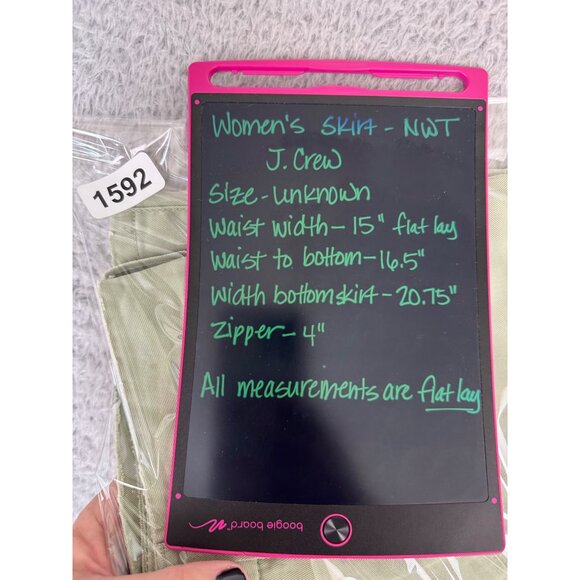 1592
Women's Skirt - NWT
J. Crew
Size - unknown
Waist width - 15" flat lay
Waist to bottom - 16.5"
Width bottom skirt - 20.75"
Zipper - 4"
All measurements are flat lay
boogie board™